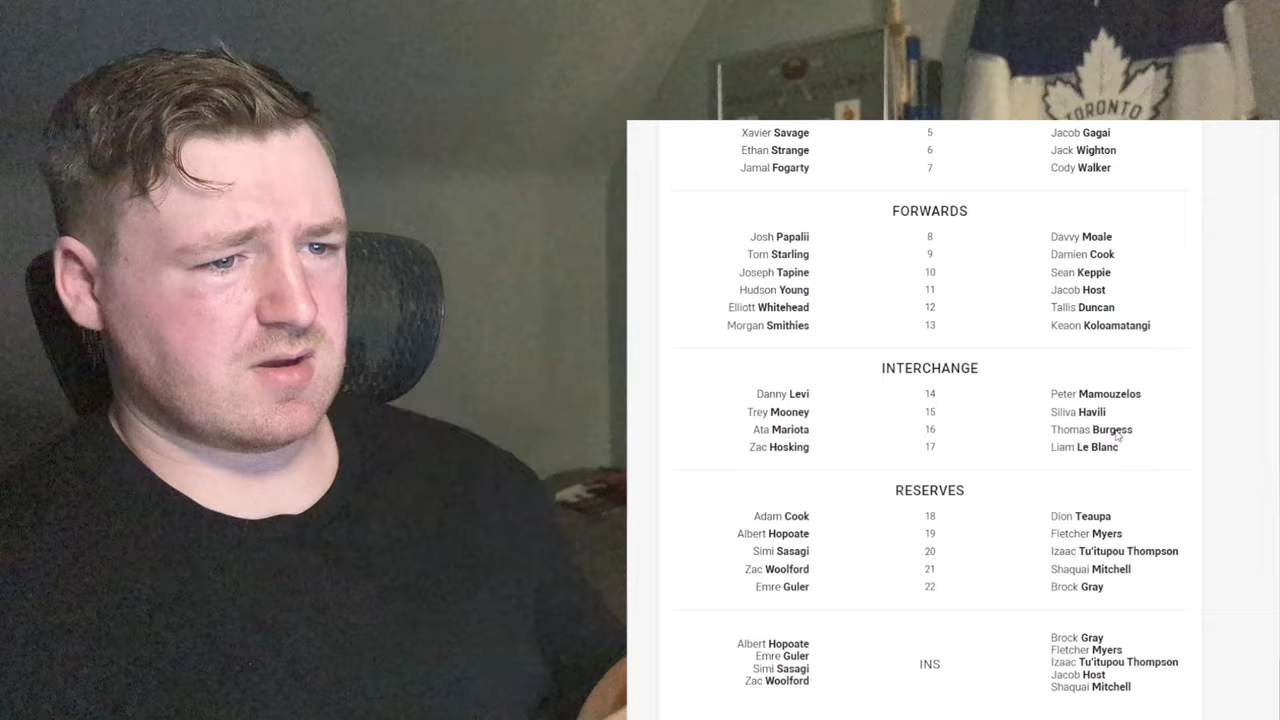 TORONTO
Xavier Savage 5 Jacob Gagai
Ethan Strange 6 Jack Wighton
Jamal Fogarty 7 Cody Walker
FORWARDS
Josh Papalii 8 Davvy Moale
Tom Starling 9 Damien Cook
Joseph Tapine 10 Sean Keppie
Hudson Young 11 Jacob Host
Elliott Whitehead 12 Tallis Duncan
Morgan Smithies 13 Keaon Koloamatangi
INTERCHANGE
Danny Levi 14 Peter Mamouzelos
Trey Mooney 15 Siliva Havili
Ata Mariota 16 Thomas Burgess
Zac Hosking 17 Liam Le Blanc
RESERVES
Adam Cook 18 Dion Teaupa
Albert Hopoate 19 Fletcher Myers
Simi Sasagi 20 Izaac Tu'itupou Thompson
Zac Woolford 21 Shaquai Mitchell
Emre Guler 22 Brock Gray
INS
Albert Hopoate
Emre Guler
Simi Sasagi
Zac Woolford
Brock Gray
Fletcher Myers
Izaac Tu'itupou Thompson
Jacob Host
Shaquai Mitchell